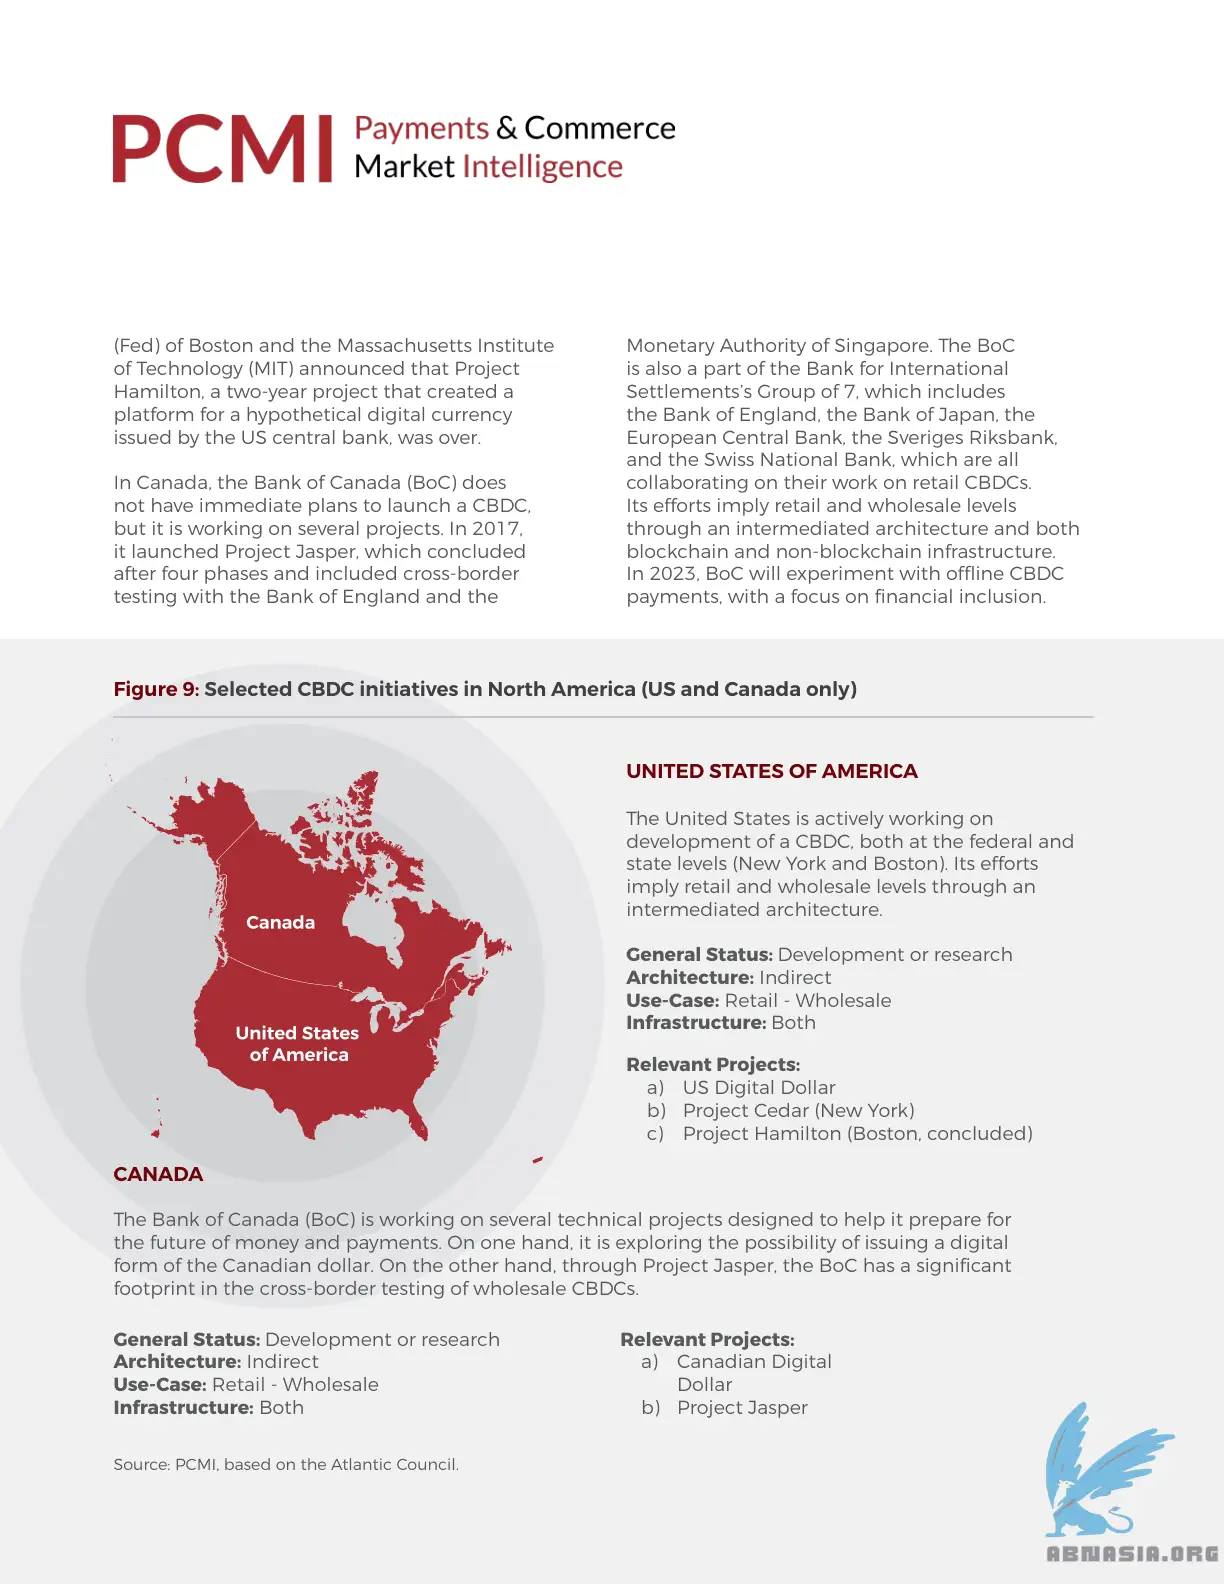 PCMI
Payments & Commerce
Market Intelligence
(Fed) of Boston and the Massachusetts Institute
of Technology (MIT) announced that Project
Hamilton, a two-year project that created a
platform for a hypothetical digital currency
issued by the US central bank, was over.
In Canada, the Bank of Canada (BoC) does
not have immediate plans to launch a CBDC,
but it is working on several projects. In 2017,
it launched Project Jasper, which concluded
after four phases and included cross-border
testing with the Bank of England and the
Monetary Authority of Singapore. The BoC
is also a part of the Bank for International
Settlements’s Group of 7, which includes
the Bank of England, the Bank of Japan, the
European Central Bank, the Sveriges Riksbank,
and the Swiss National Bank, which are all
collaborating on their work on retail CBDCs.
Its efforts imply retail and wholesale levels
through an intermediated architecture and both
blockchain and non-blockchain infrastructure.
In 2023, BoC will experiment with offline CBDC
payments, with a focus on financial inclusion.
Figure 9: Selected CBDC initiatives in North America (US and Canada only)
Canada
United States
of America
UNITED STATES OF AMERICA
The United States is actively working on
development of a CBDC, both at the federal and
state levels (New York and Boston). Its efforts
imply retail and wholesale levels through an
intermediated architecture.
General Status: Development or research
Architecture: Indirect
Use-Case: Retail - Wholesale
Infrastructure: Both
Relevant Projects:
a) US Digital Dollar
b) Project Cedar (New York)
c) Project Hamilton (Boston, concluded)
CANADA
The Bank of Canada (BoC) is working on several technical projects designed to help it prepare for
the future of money and payments. On one hand, it is exploring the possibility of issuing a digital
form of the Canadian dollar. On the other hand, through Project Jasper, the BoC has a significant
footprint in the cross-border testing of wholesale CBDCs.
General Status: Development or research
Architecture: Indirect
Use-Case: Retail - Wholesale
Infrastructure: Both
Relevant Projects:
a) Canadian Digital
Dollar
b) Project Jasper
Source: PCMI, based on the Atlantic Council.
ABNASIA.ORG